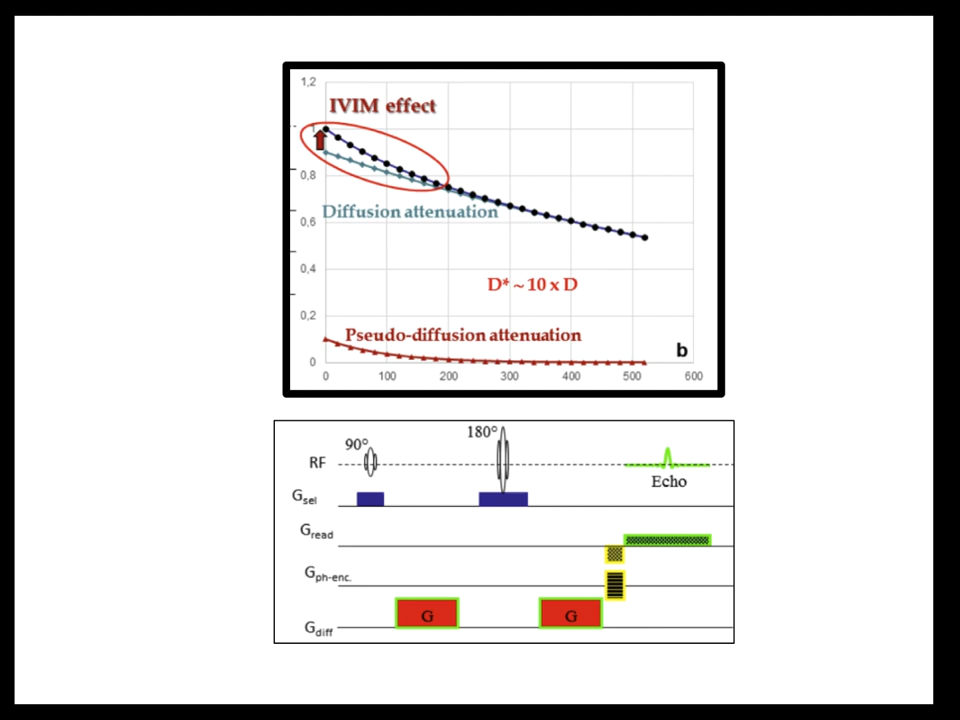 1,2
IVIM effect
1
0,8
Diffusion attenuation
0,6
0,4
D* ~ 10 x D
0,2
Pseudo-diffusion attenuation
b
0
0 100 200 300 400 500 600
90°
180°
RF
Echo
Gsel
Gread
Gph-enc.
G G
Gdiff